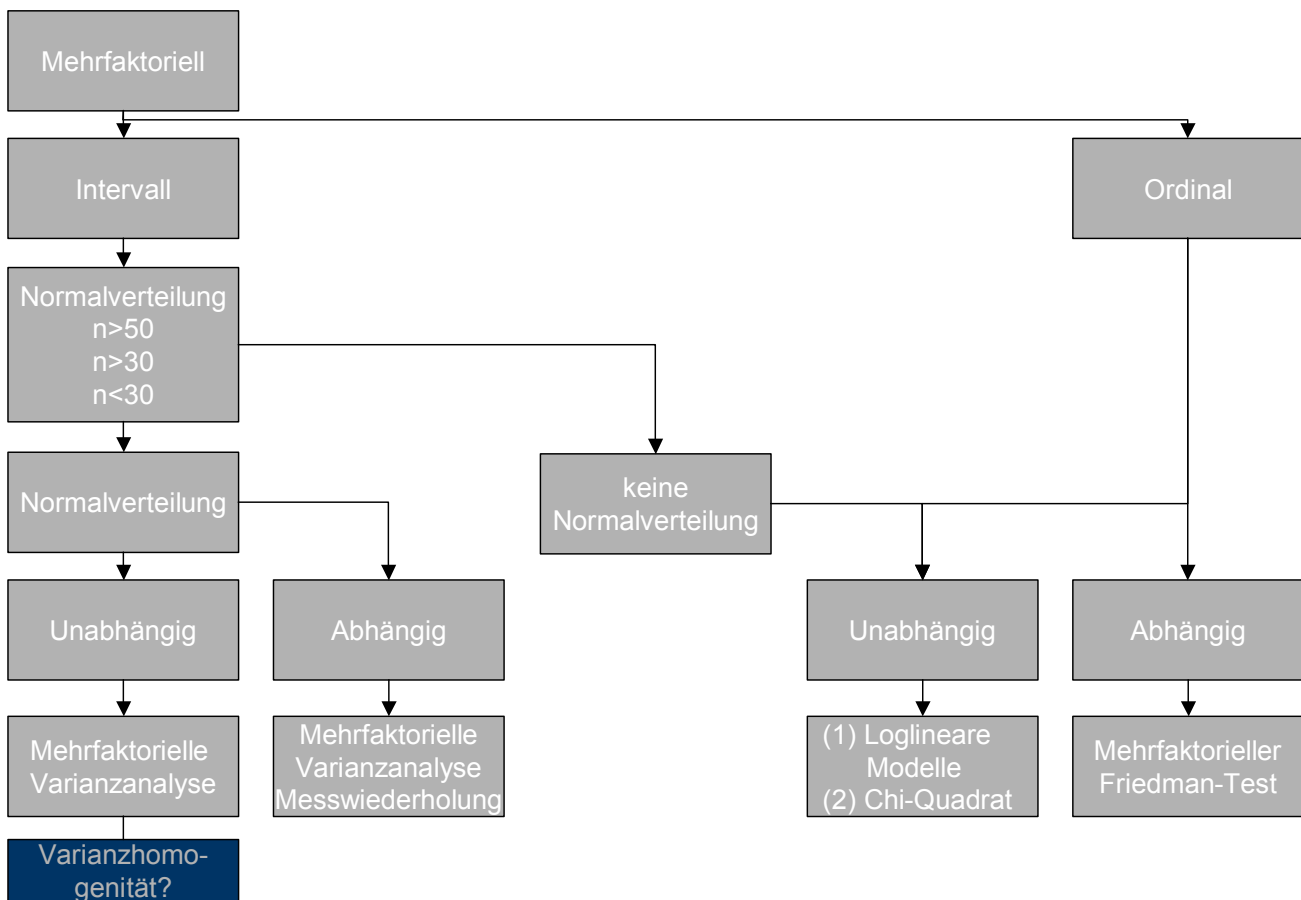 Mehrfaktoriell
Intervall
Ordinal
Normalverteilung
n>50
n>30
n<30
Normalverteilung
keine
Normalverteilung
Unabhängig
Abhängig
Unabhängig
Abhängig
Mehrfaktorielle
Varianzanalyse
Mehrfaktorielle
Varianzanalyse
Messwiederholung
(1) Loglineare
Modelle
(2) Chi-Quadrat
Mehrfaktorieller
Friedman-Test
Varianzhomo-
genität?